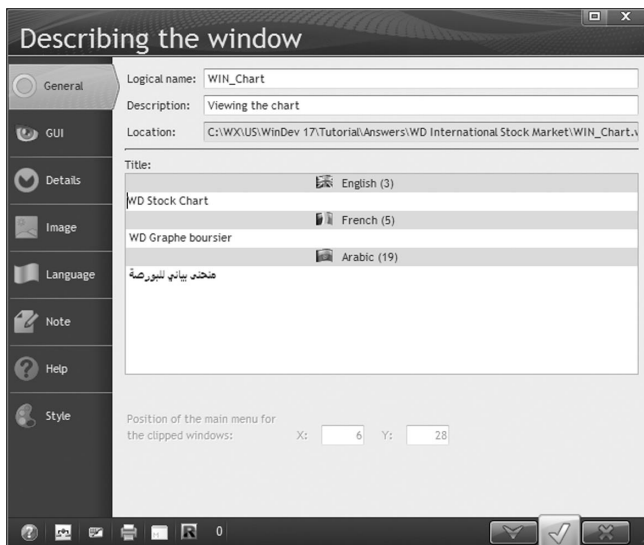 Describing the window
General
GUI
Details
Image
Language
Note
Help
Style
Logical name: WIN_Chart
Description: Viewing the chart
Location: C:\WX\US\WinDev 17\Tutorial\Answers\WD International Stock Market\WIN_Chart.v
Title:
English (3)
WD Stock Chart
French (5)
WD Graphe boursier
Arabic (19)
منحنى بياني للبورصة
Position of the main menu for
the clipped windows: X: 6 Y: 28
R 0